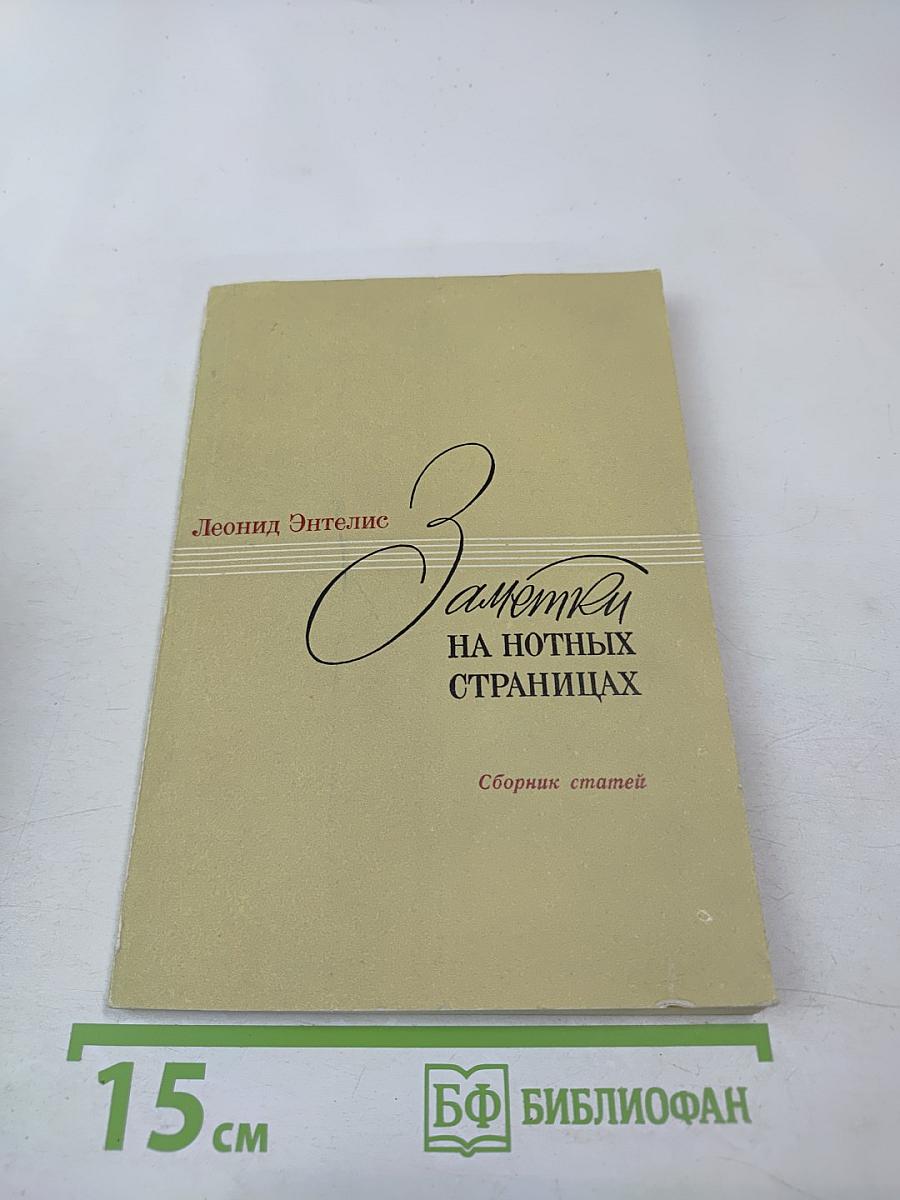 Леонид Энтелис
Заметки
НА НОТНЫХ
СТРАНИЦАХ
Сборник статей
15 см
БФ БИБЛИОФАН